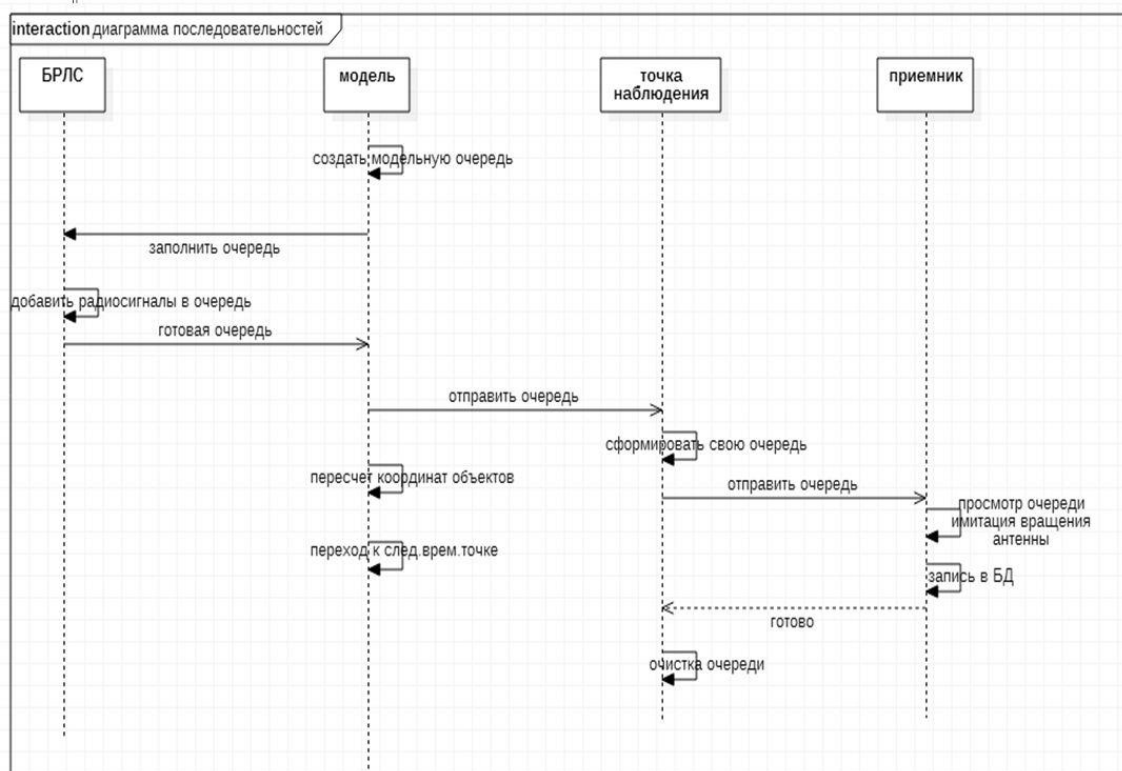 interaction диаграмма последовательностей
БРЛС
модель
точка
наблюдения
приемник
создать модельную очередь
заполнить очередь
добавить радиосигналы в очередь
готовая очередь
отправить очередь
сформировать свою очередь
пересчет координат объектов
отправить очередь
просмотр очереди
имитация вращения
антенны
переход к след.врем.точке
запись в БД
готово
очистка очереди